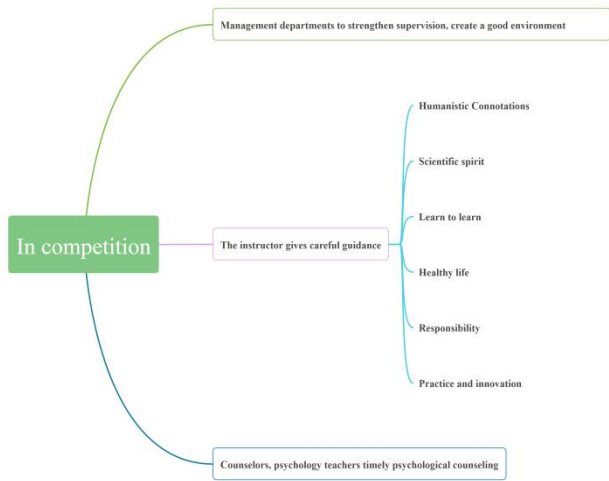 Management departments to strengthen supervision, create a good environment
Humanistic Connotations
Scientific spirit
Learn to learn
In competition
The instructor gives careful guidance
Healthy life
Responsibility
Practice and innovation
Counselors, psychology teachers timely psychological counseling